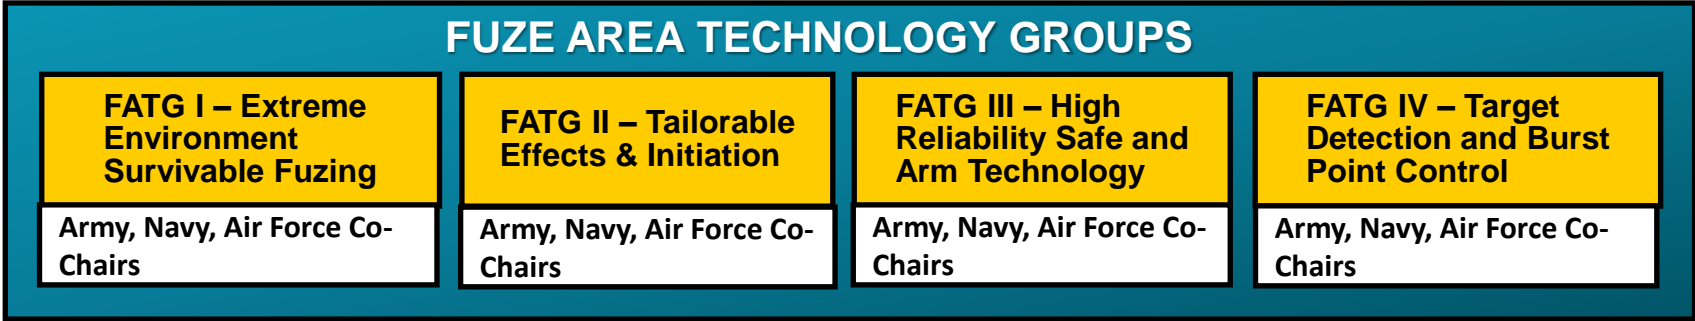 FUZE AREA TECHNOLOGY GROUPS
FATG I – Extreme
Environment
Survivable Fuzing
Army, Navy, Air Force Co-
Chairs
FATG II – Tailorable
Effects & Initiation
Army, Navy, Air Force Co-
Chairs
FATG III – High
Reliability Safe and
Arm Technology
Army, Navy, Air Force Co-
Chairs
FATG IV – Target
Detection and Burst
Point Control
Army, Navy, Air Force Co-
Chairs